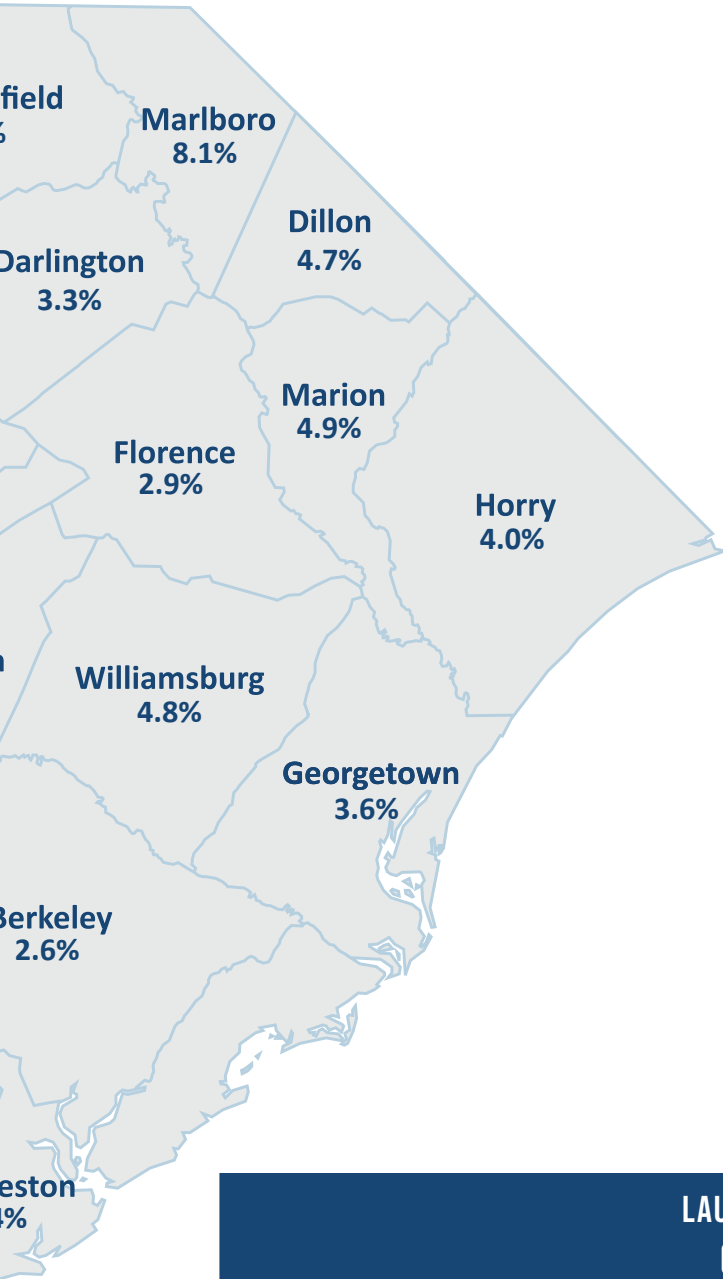 field
%
Marlboro
8.1%
Dillon
4.7%
Darlington
3.3%
Marion
4.9%
Florence
2.9%
Horry
4.0%
Williamsburg
4.8%
Georgetown
3.6%
Berkeley
2.6%
eston
4%
LAU